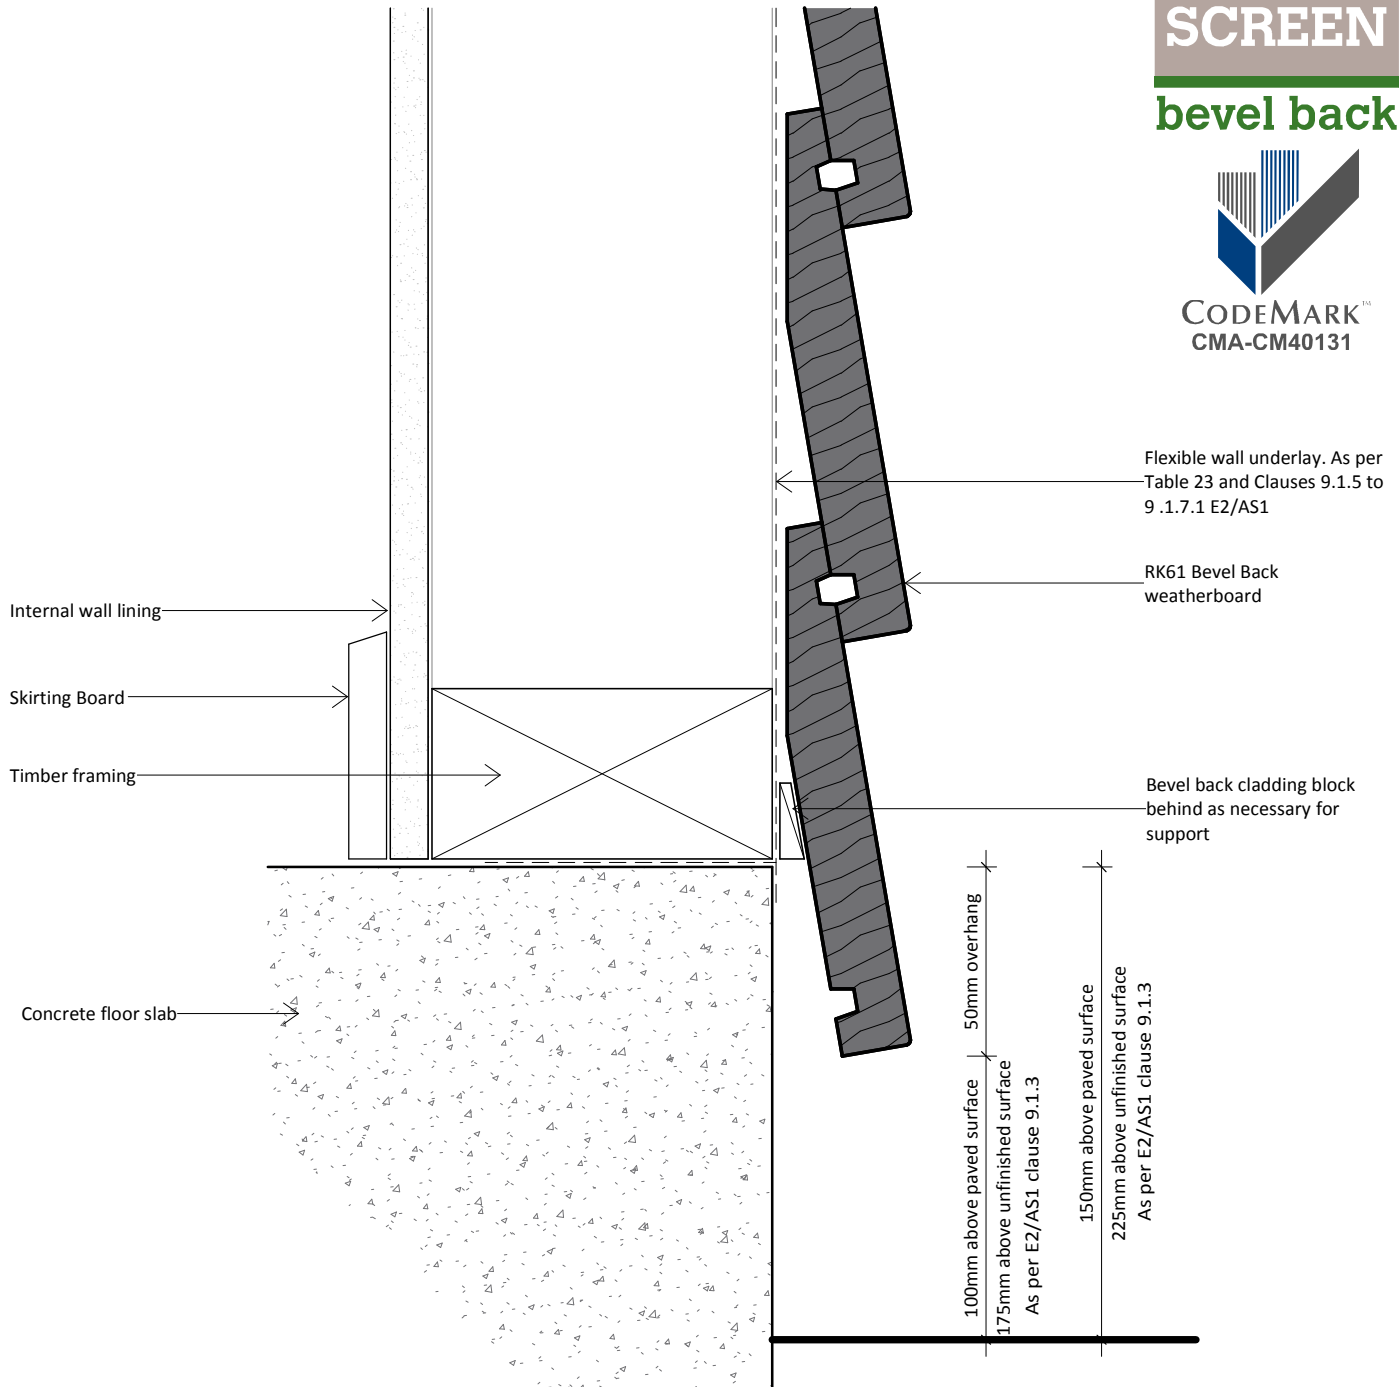 SCREEN
bevel back
CODEMARK™
CMA-CM40131
Flexible wall underlay. As per
Table 23 and Clauses 9.1.5 to
9 .1.7.1 E2/AS1
RK61 Bevel Back
weatherboard
Internal wall lining
Skirting Board
Timber framing
Bevel back cladding block
behind as necessary for
support
Concrete floor slab
50mm overhang
100mm above paved surface
175mm above unfinished surface
As per E2/AS1 clause 9.1.3
150mm above paved surface
225mm above unfinished surface
As per E2/AS1 clause 9.1.3